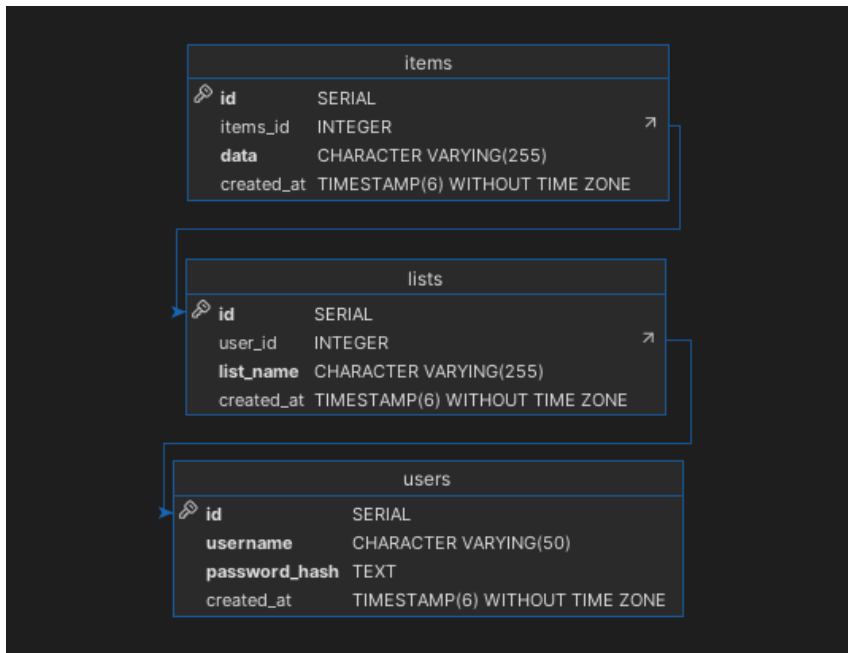 items
id SERIAL
items_id INTEGER
data CHARACTER VARYING(255)
created_at TIMESTAMP(6) WITHOUT TIME ZONE
lists
id SERIAL
user_id INTEGER
list_name CHARACTER VARYING(255)
created_at TIMESTAMP(6) WITHOUT TIME ZONE
users
id SERIAL
username CHARACTER VARYING(50)
password_hash TEXT
created_at TIMESTAMP(6) WITHOUT TIME ZONE